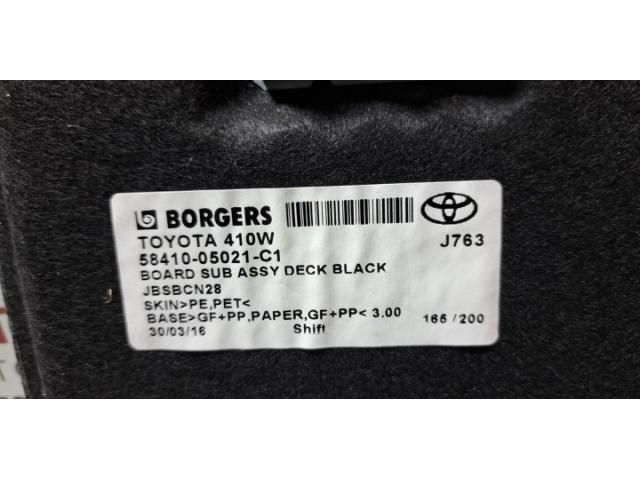 BORGERS
TOYOTA 410W J763
58410-05021-C1
BOARD SUB ASSY DECK BLACK
JBSBCN28
SKIN>PE,PET<
BASE>GF+PP,PAPER,GF+PP< 3.00 165/200
30/03/16 Shift